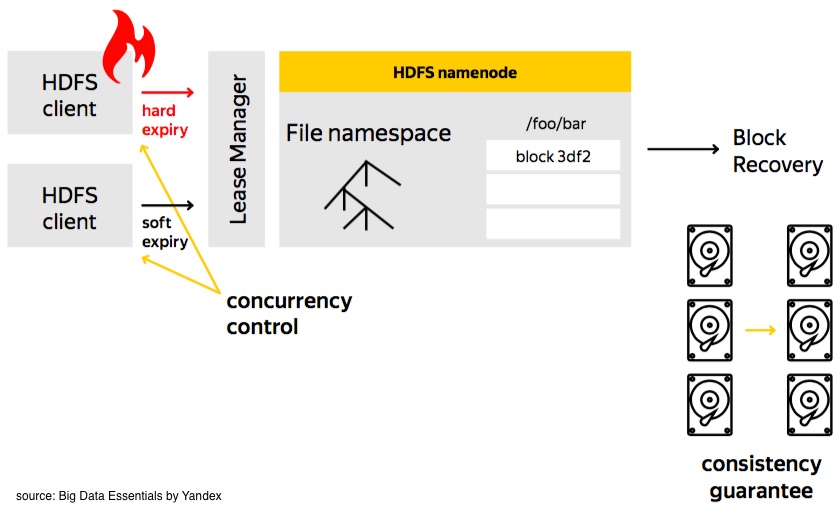 HDFS
client
hard
expiry
HDFS
client
soft
expiry
Lease Manager
HDFS namenode
File namespace
/foo/bar
block 3df2
Block
Recovery
concurrency
control
consistency
guarantee
source: Big Data Essentials by Yandex